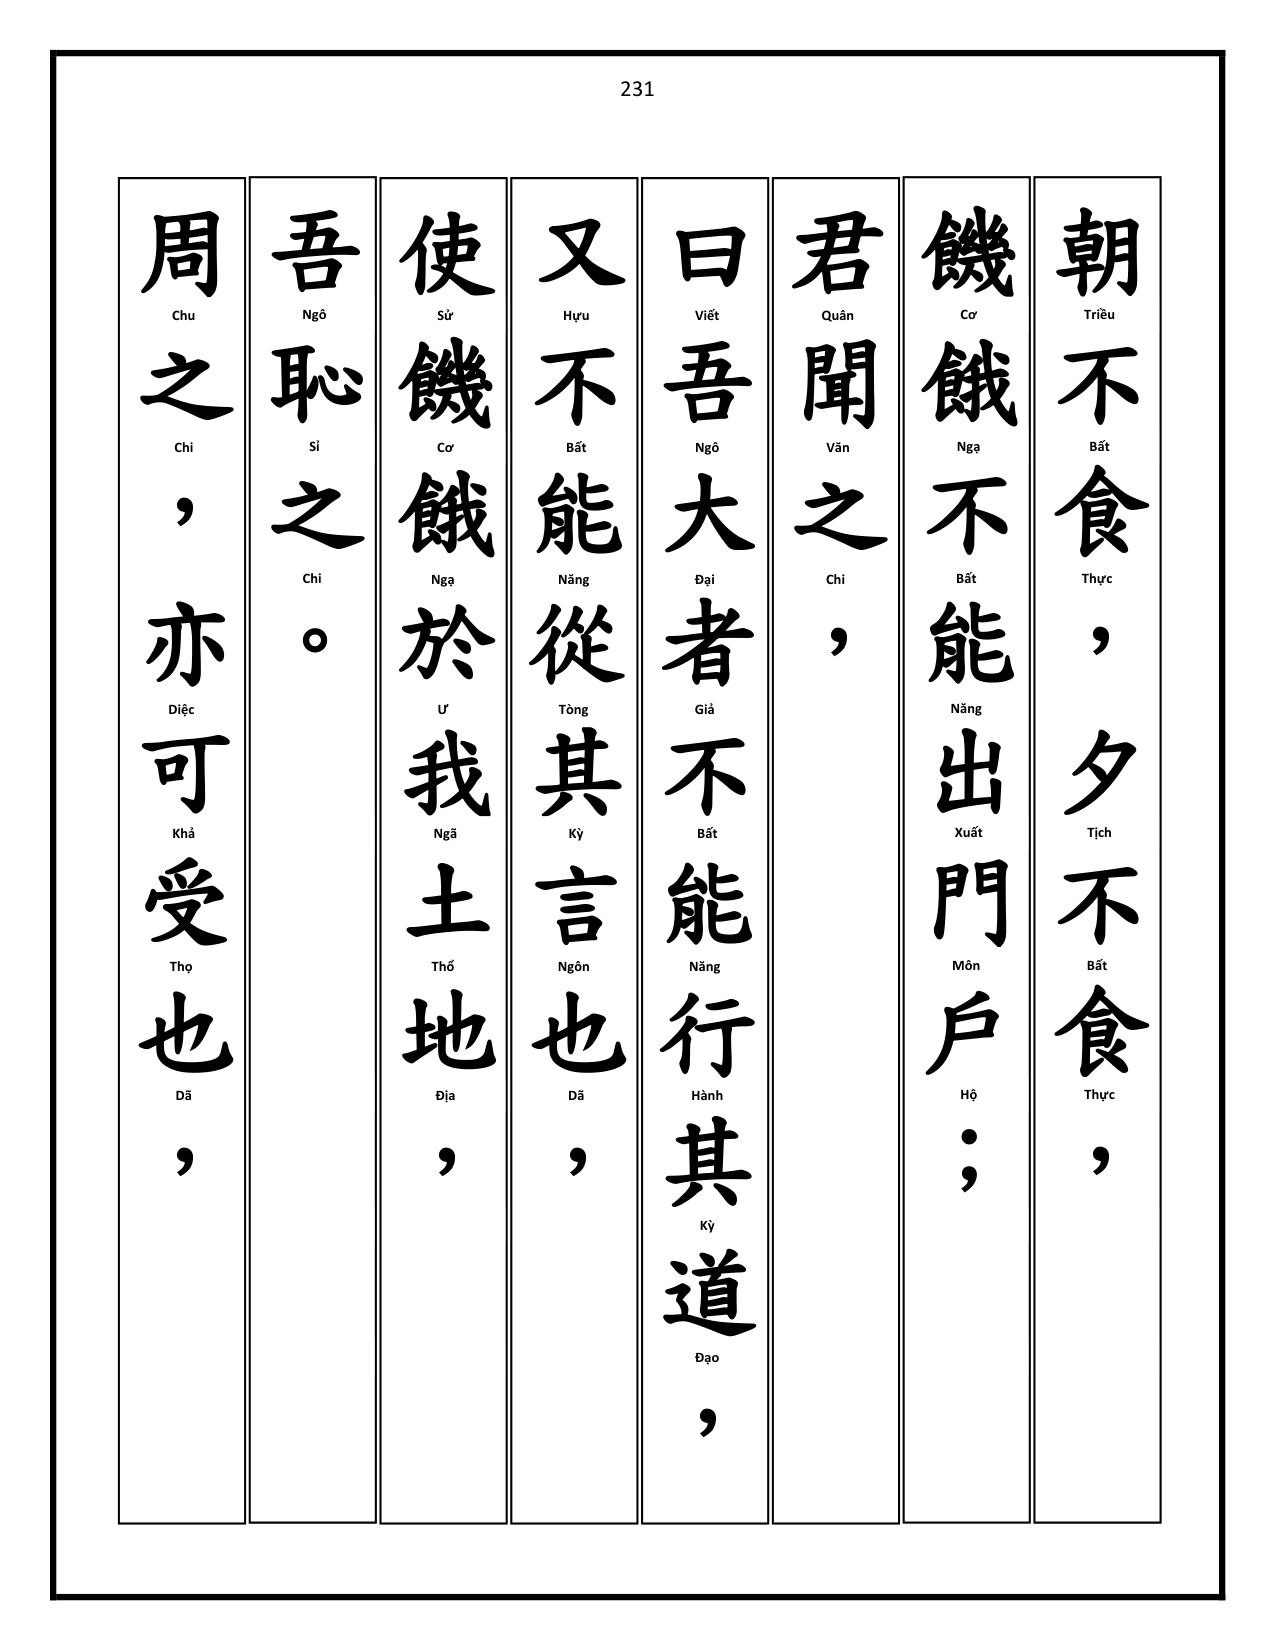 231
朝不食，夕不食，
Triều Bất Thực Tịch Bất Thực
饑餓不能出門戶；
Cơ Ngạ Bất Năng Xuất Môn Hộ
君聞之，
Quân Văn Chi
曰吾大者不能行其道，
Viết Ngô Đại Giả Bất Năng Hành Kỳ Đạo
又不能從其言也，
Hựu Bất Năng Tòng Kỳ Ngôn Dã
使饑餓於我土地，
Sử Cơ Ngạ Ư Ngã Thổ Địa
吾恥之。
Ngô Sỉ Chi
周之，亦可受也，
Chu Chi Diệc Khả Thọ Dã